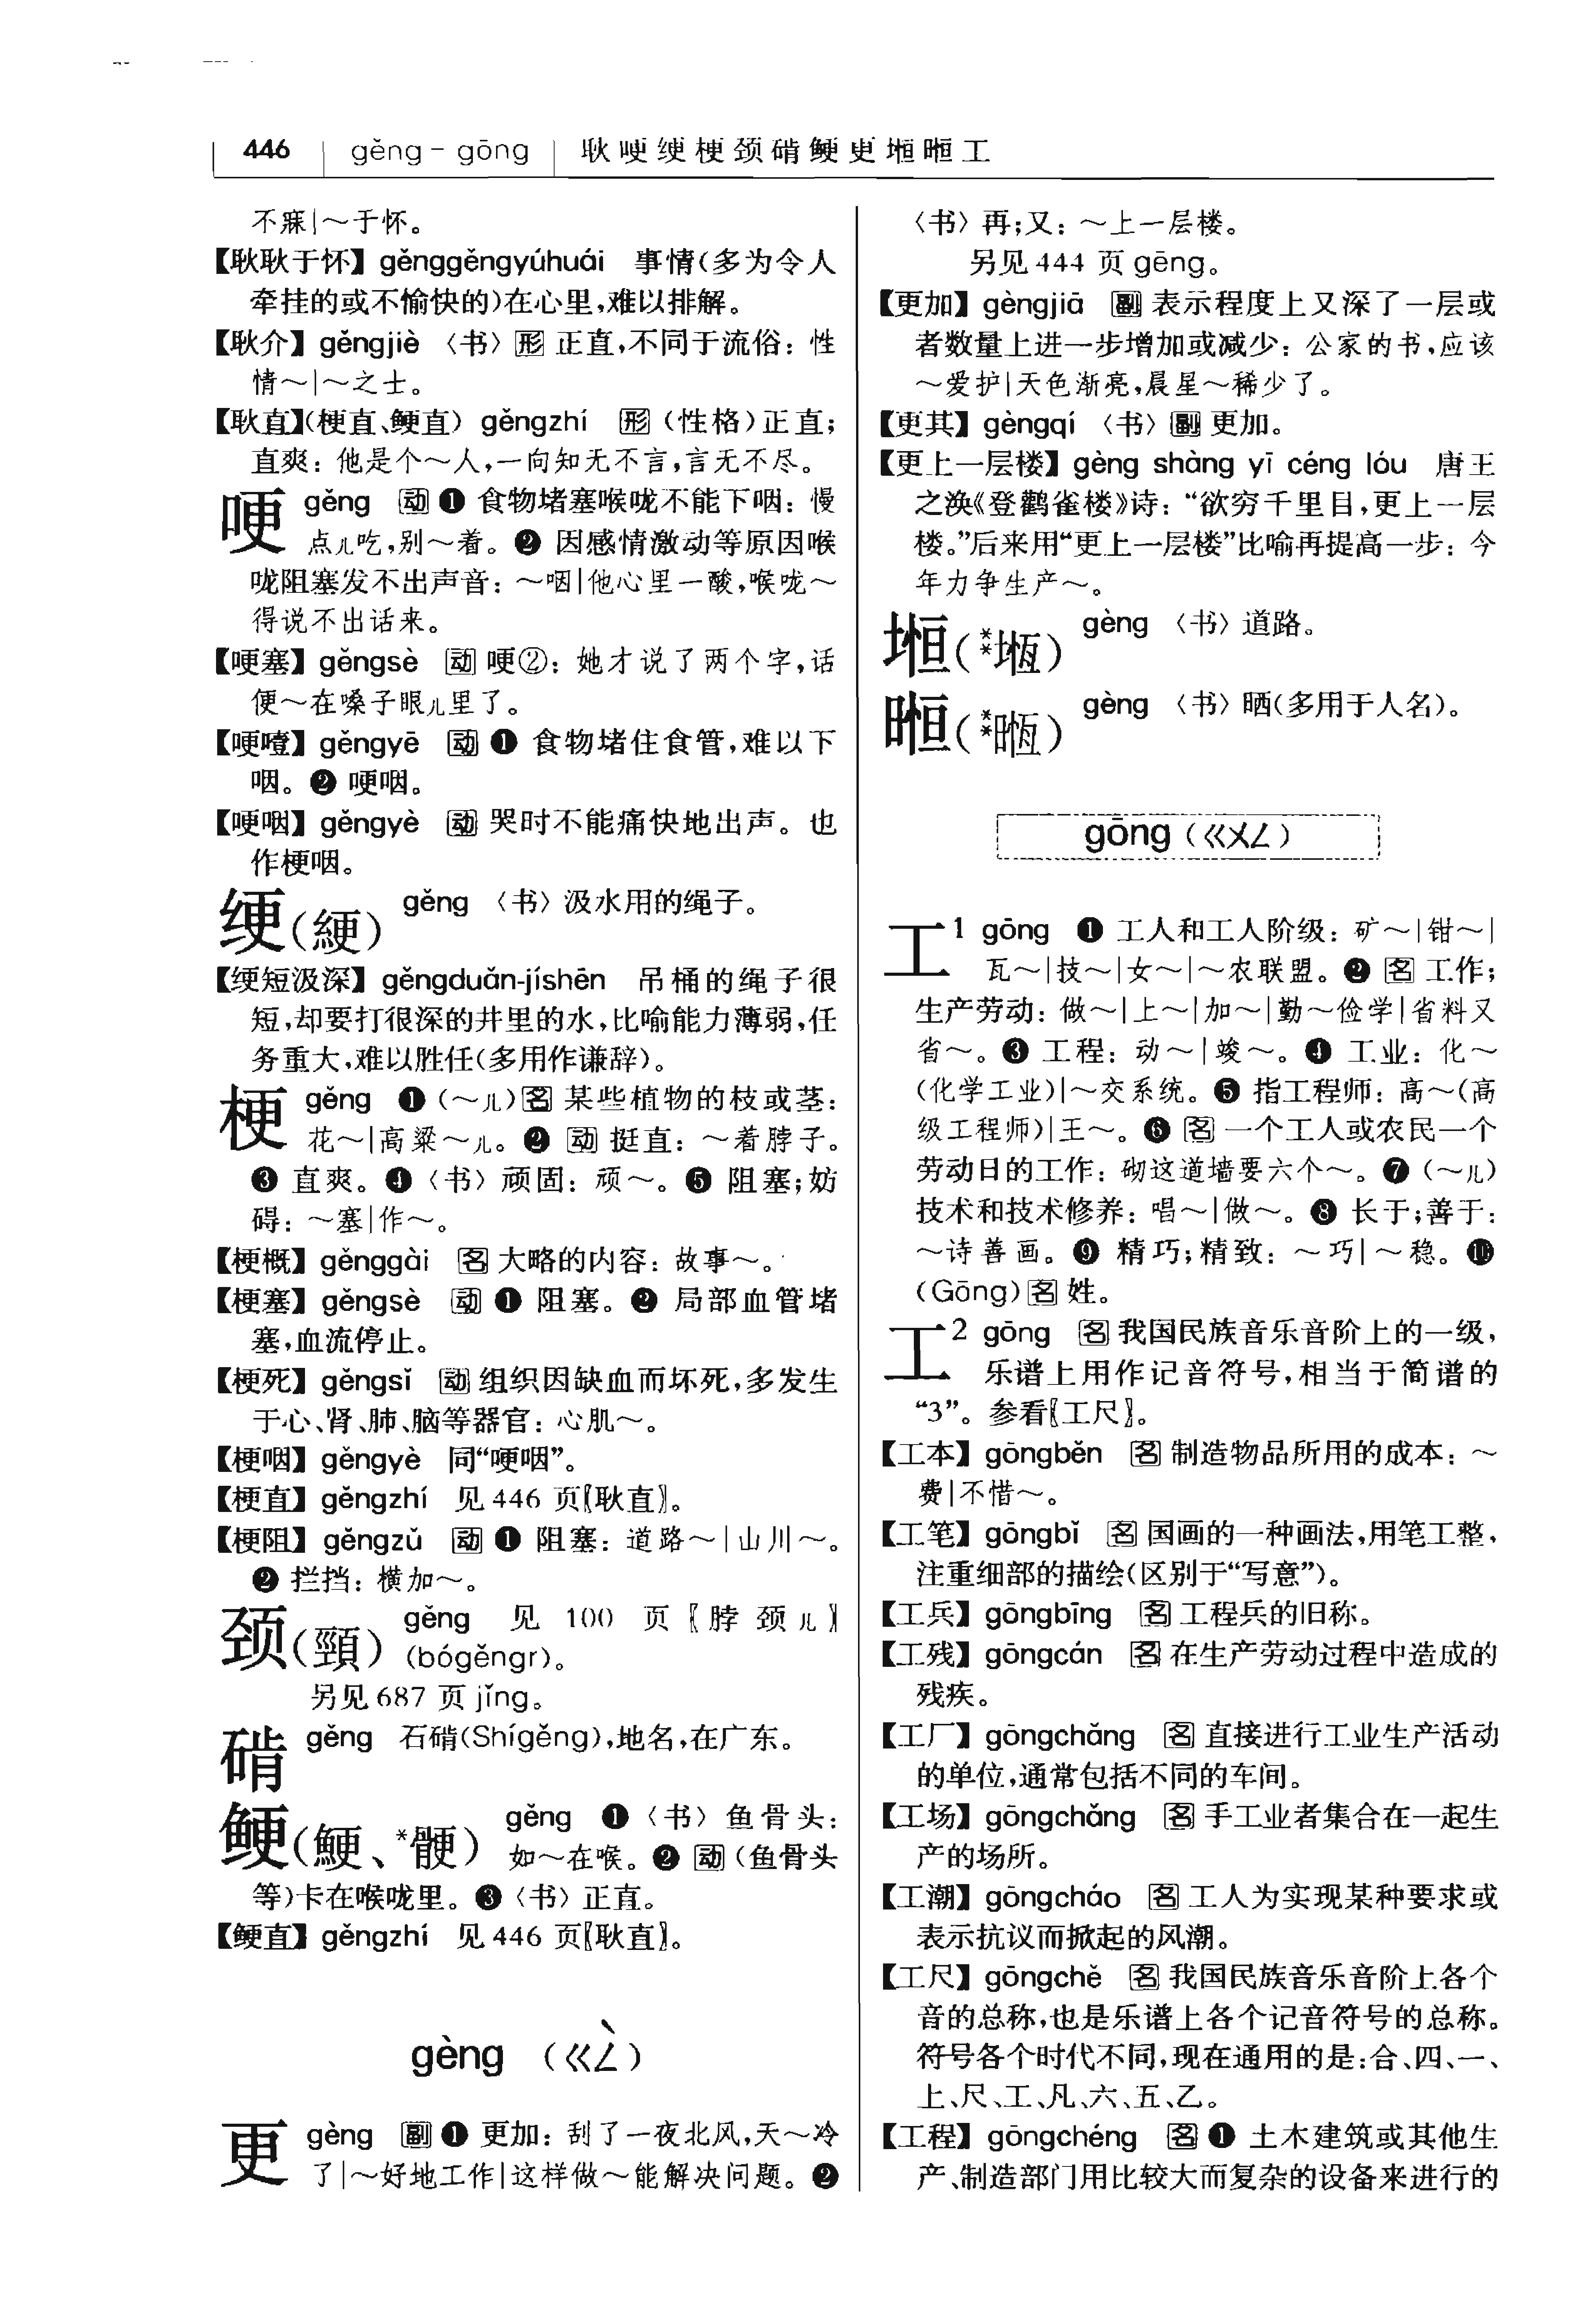 446 gěng – gōng 耿哽绠梗颈䃘鲠更堩暅工
不寐|～于怀。
【耿耿于怀】gěnggěngyúhuái 事情(多为令人
牵挂的或不愉快的)在心里,难以排解。
【耿介】gěngjiè 〈书〉形 正直,不同于流俗：性
情～|～之士。
【耿直】(梗直、鲠直) gěngzhí 形（性格）正直;
直爽：他是个～人,一向知无不言,言无不尽。
哽 gěng 动 ❶ 食物堵塞喉咙不能下咽：慢
点儿吃,别～着。❷ 因感情激动等原因喉
咙阻塞发不出声音：～咽|他心里一酸,喉咙～
得说不出话来。
【哽塞】gěngsè 动 哽②：她才说了两个字,话
便～在嗓子眼儿里了。
【哽噎】gěngyē 动 ❶ 食物堵住食管,难以下
咽。❷ 哽咽。
【哽咽】gěngyè 动 哭时不能痛快地出声。也
作梗咽。
绠(綆) gěng 〈书〉汲水用的绳子。
【绠短汲深】gěngduǎn-jíshēn 吊桶的绳子很
短,却要打很深的井里的水,比喻能力薄弱,任
务重大,难以胜任(多用作谦辞)。
梗 gěng ❶ (～儿)名 某些植物的枝或茎：
花～|高粱～儿。❷ 动 挺直：～着脖子。
❸ 直爽。❹〈书〉顽固：顽～。❺ 阻塞;妨
碍：～塞|作～。
【梗概】gěnggài 名 大略的内容：故事～。
【梗塞】gěngsè 动 ❶ 阻塞。❷ 局部血管堵
塞,血流停止。
【梗死】gěngsǐ 动 组织因缺血而坏死,多发生
于心、肾、肺、脑等器官：心肌～。
【梗咽】gěngyè 同“哽咽”。
【梗直】gěngzhí 见446 页〖耿直〗。
【梗阻】gěngzǔ 动 ❶ 阻塞：道路～|山川～。
❷ 拦挡：横加～。
颈(頸) gěng 见 100 页〖脖颈儿〗
(bógěngr)。
另见687 页 jǐng。
䃘 gěng 石䃘(Shígěng),地名,在广东。
鲠(鯁、*骾) gěng ❶〈书〉鱼骨头：
如～在喉。❷ 动（鱼骨头
等)卡在喉咙里。❸〈书〉正直。
【鲠直】gěngzhí 见446 页〖耿直〗。
gèng （ㄍㄥˋ）
更 gèng 副 ❶ 更加：刮了一夜北风,天～冷
了|～好地工作|这样做～能解决问题。❷
〈书〉再;又：～上一层楼。
另见444 页 gēng。
【更加】gèngjiā 副 表示程度上又深了一层或
者数量上进一步增加或减少：公家的书,应该
～爱护|天色渐亮,晨星～稀少了。
【更其】gèngqí 〈书〉副 更加。
【更上一层楼】gèng shàng yī céng lóu 唐王
之涣《登鹳雀楼》诗：“欲穷千里目,更上一层
楼。”后来用“更上一层楼”比喻再提高一步：今
年力争生产～。
堩(**堩) gèng 〈书〉道路。
暅(**㬝) gèng 〈书〉晒(多用于人名)。
gōng（ㄍㄨㄥ）
工1 gōng ❶ 工人和工人阶级：矿～|钳～|
瓦～|技～|女～|～农联盟。❷ 名 工作;
生产劳动：做～|上～|加～|勤～俭学|省料又
省～。❸ 工程：动～|竣～。❹ 工业：化～
(化学工业)|～交系统。❺ 指工程师：高～(高
级工程师)|王～。❻ 名 一个工人或农民一个
劳动日的工作：砌这道墙要六个～。❼（～儿）
技术和技术修养：唱～|做～。❽ 长于;善于：
～诗善画。❾ 精巧;精致：～巧|～稳。❿
(Gōng)名 姓。
工2 gōng 名 我国民族音乐音阶上的一级,
乐谱上用作记音符号,相当于简谱的
“3”。参看〖工尺〗。
【工本】gōngběn 名 制造物品所用的成本：～
费|不惜～。
【工笔】gōngbǐ 名 国画的一种画法,用笔工整,
注重细部的描绘(区别于“写意”)。
【工兵】gōngbīng 名 工程兵的旧称。
【工残】gōngcán 名 在生产劳动过程中造成的
残疾。
【工厂】gōngchǎng 名 直接进行工业生产活动
的单位,通常包括不同的车间。
【工场】gōngchǎng 名 手工业者集合在一起生
产的场所。
【工潮】gōngcháo 名 工人为实现某种要求或
表示抗议而掀起的风潮。
【工尺】gōngchě 名 我国民族音乐音阶上各个
音的总称,也是乐谱上各个记音符号的总称。
符号各个时代不同,现在通用的是:合、四、一、
上、尺、工、凡、六、五、乙。
【工程】gōngchéng 名 ❶ 土木建筑或其他生
产、制造部门用比较大而复杂的设备来进行的